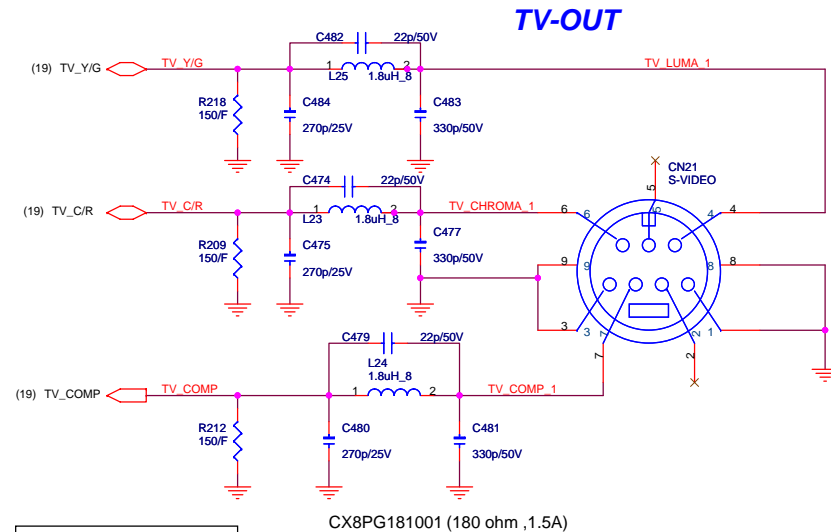 TV-OUT
C482 22p/50V
(19) TV_Y/G TV_Y/G 1 2 TV_LUMA_1
L25 1.8uH_8
R218
150/F
C484
270p/25V
C483
330p/50V
CN21
S-VIDEO
C474 22p/50V
5 5
(19) TV_C/R TV_C/R 1 2 TV_CHROMA_1 6 6 4 4
L23 1.8uH_8
R209
150/F
C475
270p/25V
C477
330p/50V
9 9 8 8
3 3 7 2 1 1
C479 22p/50V
7 2
L24
1.8uH_8
(19) TV_COMP TV_COMP 1 2 TV_COMP_1
R212
150/F
C480
270p/25V
C481
330p/50V
CX8PG181001 (180 ohm ,1.5A)